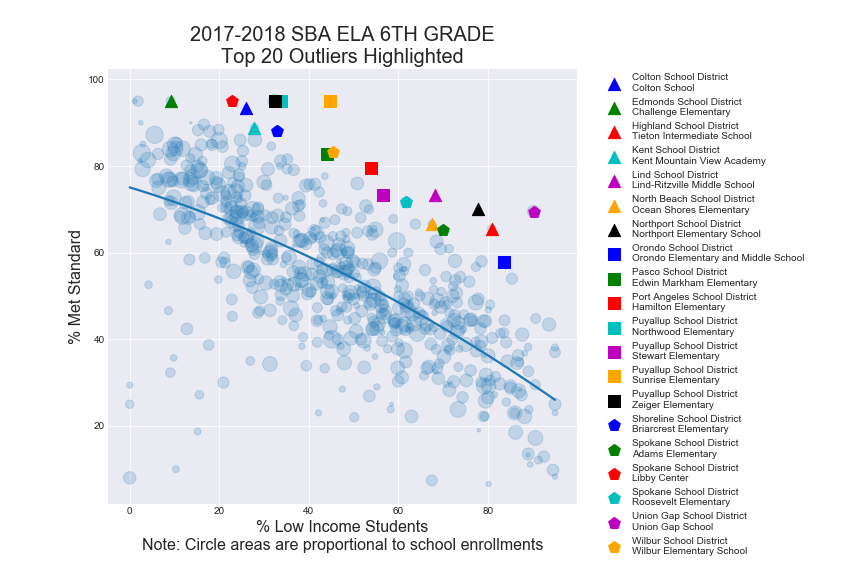 2017-2018 SBA ELA 6TH GRADE
Top 20 Outliers Highlighted
% Met Standard
100
80
60
40
20
0
20
40
60
80
% Low Income Students
Note: Circle areas are proportional to school enrollments
Colton School District
Colton School
Edmonds School District
Challenge Elementary
Highland School District
Tieton Intermediate School
Kent School District
Kent Mountain View Academy
Lind School District
Lind-Ritzville Middle School
North Beach School District
Ocean Shores Elementary
Northport School District
Northport Elementary School
Orondo School District
Orondo Elementary and Middle School
Pasco School District
Edwin Markham Elementary
Port Angeles School District
Hamilton Elementary
Puyallup School District
Northwood Elementary
Puyallup School District
Stewart Elementary
Puyallup School District
Sunrise Elementary
Puyallup School District
Zeiger Elementary
Shoreline School District
Briarcrest Elementary
Spokane School District
Adams Elementary
Spokane School District
Libby Center
Spokane School District
Roosevelt Elementary
Union Gap School District
Union Gap School
Wilbur School District
Wilbur Elementary School